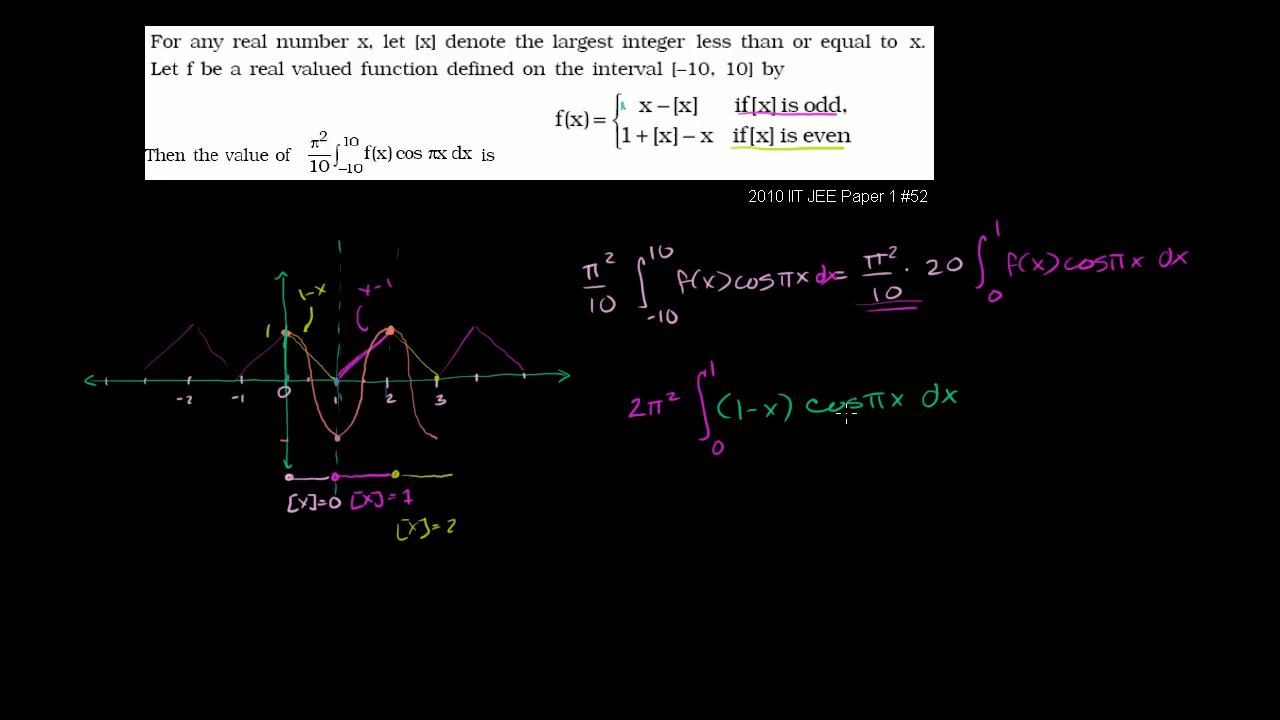 For any real number x, let [x] denote the largest integer less than or equal to x.
Let f be a real valued function defined on the interval [–10, 10] by
f(x) = { x – [x] if [x] is odd,
1 + [x] – x if [x] is even
Then the value of π²/10 ∫_{–10}^{10} f(x) cos πx dx is
2010 IIT JEE Paper 1 #52
π²/10 ∫_{-10}^{10} f(x) cos πx dx = π²/10 · 20 ∫_0^1 f(x) cos πx dx
1-x x-1
1
-2 -1 0 1 2 3
2π² ∫_0^1 (1-x) cos πx dx
[x]=0 [x]=1
[x]=2